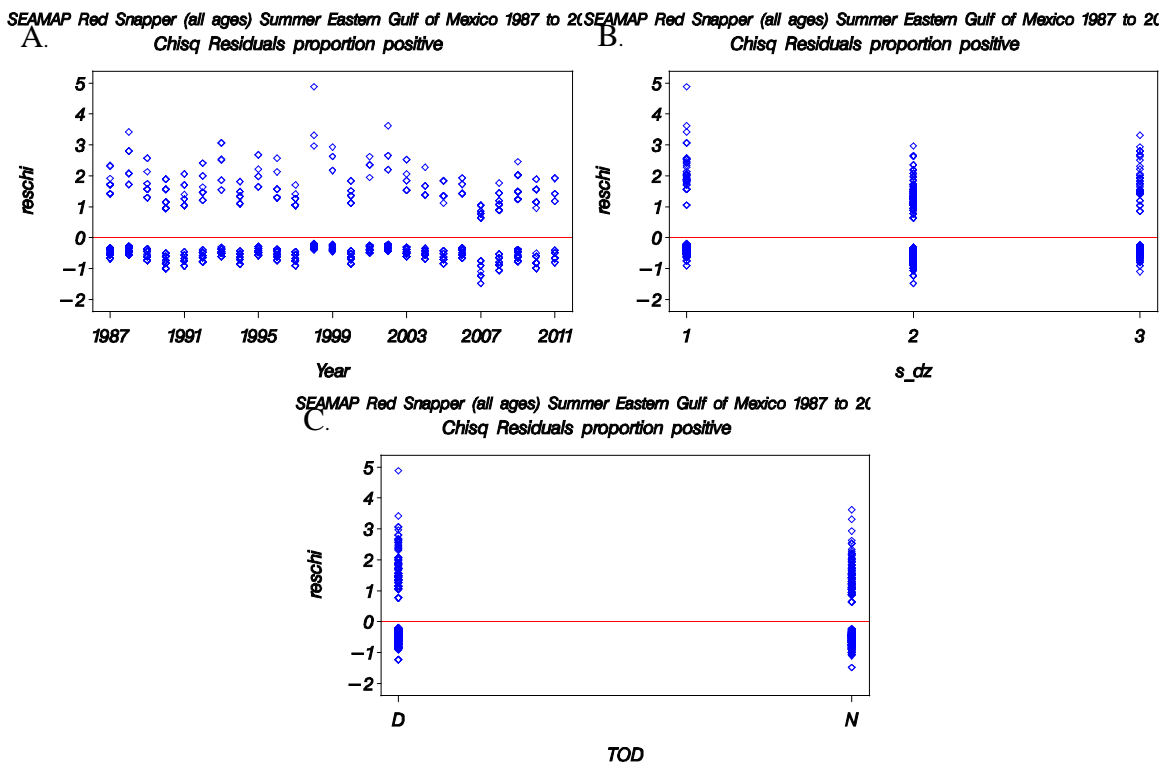 SEAMAP Red Snapper (all ages) Summer Eastern Gulf of Mexico 1987 to 20
A.
Chisq Residuals proportion positive
reschi
5
4
3
2
1
0
−1
−2
1987 1991 1995 1999 2003 2007 2011
Year
SEAMAP Red Snapper (all ages) Summer Eastern Gulf of Mexico 1987 to 20
B.
Chisq Residuals proportion positive
reschi
5
4
3
2
1
0
−1
−2
1 2 3
s_dz
SEAMAP Red Snapper (all ages) Summer Eastern Gulf of Mexico 1987 to 20
C.
Chisq Residuals proportion positive
reschi
5
4
3
2
1
0
−1
−2
D N
TOD